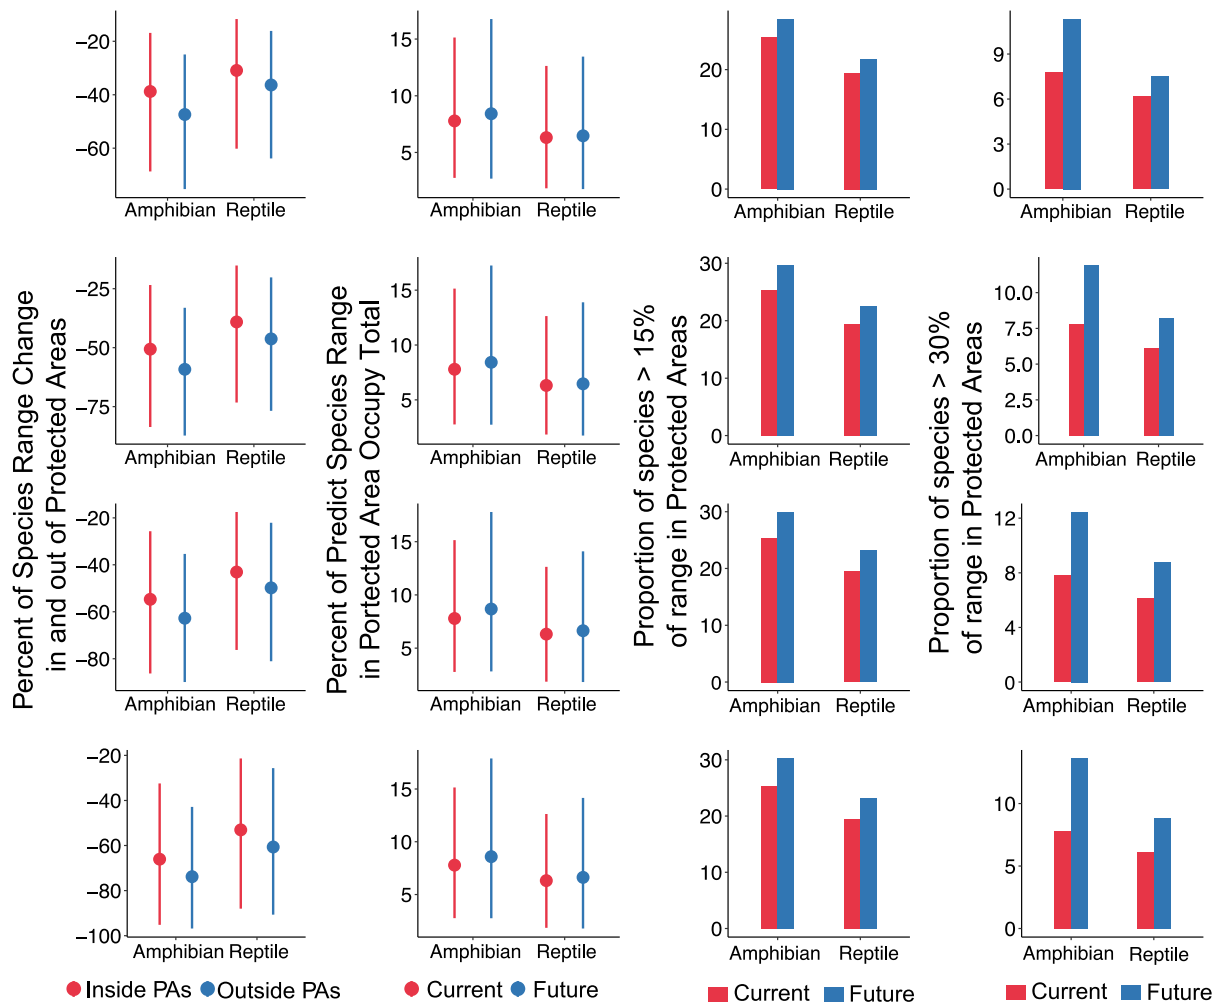 −20
−40
−60
Amphibian Reptile
15
10
5
Amphibian Reptile
20
10
0
Amphibian Reptile
9
6
3
0
Amphibian Reptile
Percent of Species Range Change
in and out of Protected Areas
−25
−50
−75
Amphibian Reptile
Percent of Predict Species Range
in Portected Area Occupy Total
15
10
5
Amphibian Reptile
Proportion of species > 15%
of range in Protected Areas
30
20
10
0
Amphibian Reptile
Proportion of species > 30%
of range in Protected Areas
10.0
7.5
5.0
2.5
0.0
Amphibian Reptile
−20
−40
−60
−80
Amphibian Reptile
15
10
5
Amphibian Reptile
30
20
10
0
Amphibian Reptile
12
8
4
0
Amphibian Reptile
−20
−40
−60
−80
−100
Amphibian Reptile
15
10
5
Amphibian Reptile
30
20
10
0
Amphibian Reptile
10
5
0
Amphibian Reptile
Inside PAs Outside PAs
Current Future
Current Future
Current Future